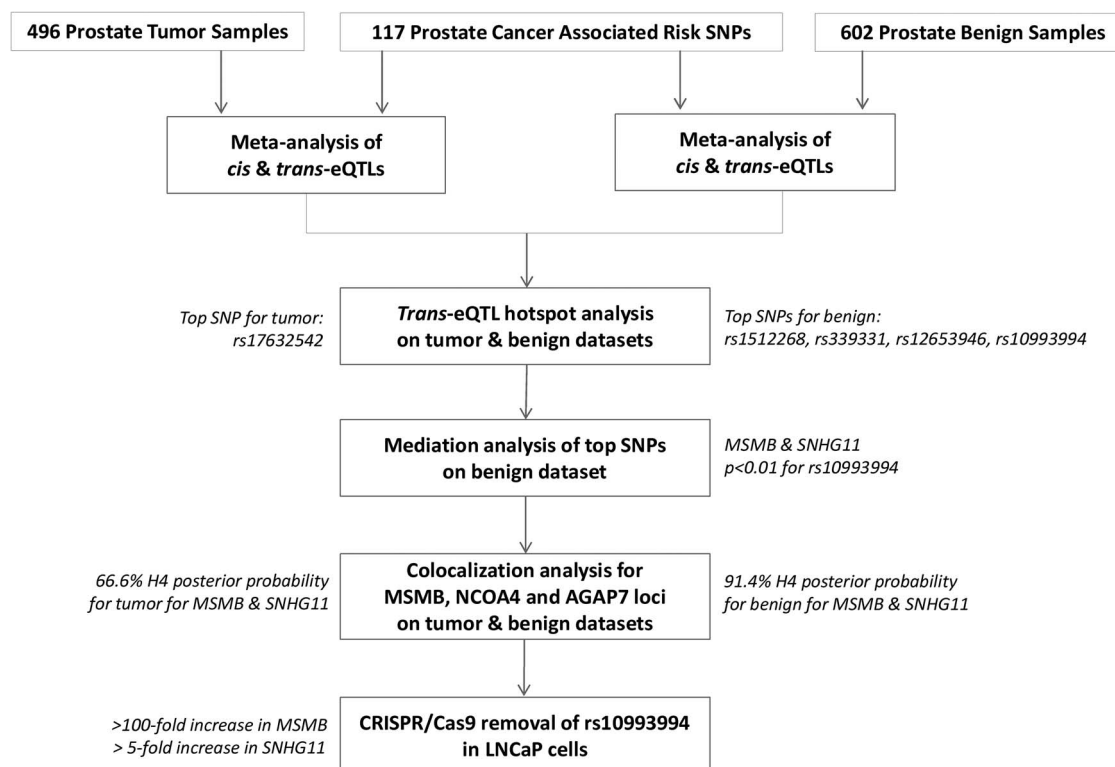 496 Prostate Tumor Samples
117 Prostate Cancer Associated Risk SNPs
602 Prostate Benign Samples
Meta-analysis of
cis & trans-eQTLs
Meta-analysis of
cis & trans-eQTLs
Top SNP for tumor:
rs17632542
Trans-eQTL hotspot analysis
on tumor & benign datasets
Top SNPs for benign:
rs1512268, rs339331, rs12653946, rs10993994
Mediation analysis of top SNPs
on benign dataset
MSMB & SNHG11
p<0.01 for rs10993994
66.6% H4 posterior probability
for tumor for MSMB & SNHG11
Colocalization analysis for
MSMB, NCOA4 and AGAP7 loci
on tumor & benign datasets
91.4% H4 posterior probability
for benign for MSMB & SNHG11
>100-fold increase in MSMB
> 5-fold increase in SNHG11
CRISPR/Cas9 removal of rs10993994
in LNCaP cells